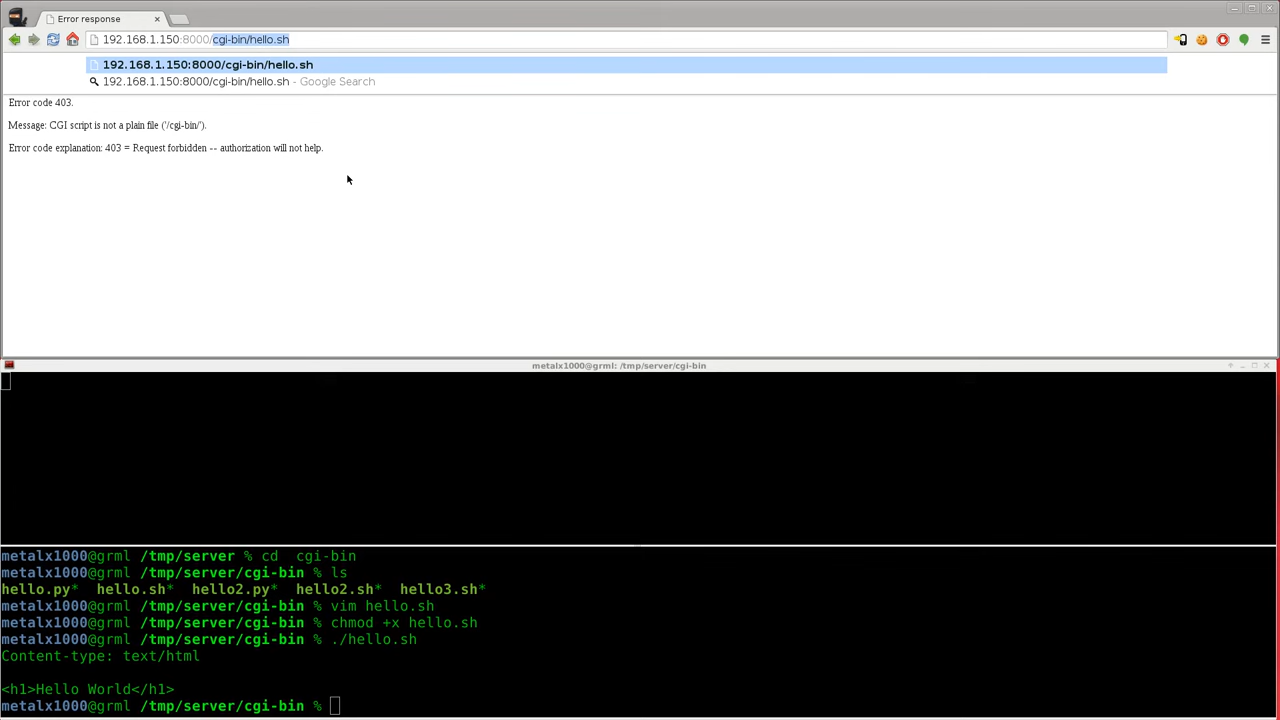 Error response
192.168.1.150:8000/cgi-bin/hello.sh
192.168.1.150:8000/cgi-bin/hello.sh
192.168.1.150:8000/cgi-bin/hello.sh - Google Search
Error code 403.
Message: CGI script is not a plain file ('/cgi-bin/').
Error code explanation: 403 = Request forbidden -- authorization will not help.
metalx1000@grml: /tmp/server/cgi-bin
metalx1000@grml /tmp/server % cd  cgi-bin
metalx1000@grml /tmp/server/cgi-bin % ls
hello.py*  hello.sh*  hello2.py*  hello2.sh*  hello3.sh*
metalx1000@grml /tmp/server/cgi-bin % vim hello.sh
metalx1000@grml /tmp/server/cgi-bin % chmod +x hello.sh
metalx1000@grml /tmp/server/cgi-bin % ./hello.sh
Content-type: text/html
<h1>Hello World</h1>
metalx1000@grml /tmp/server/cgi-bin %